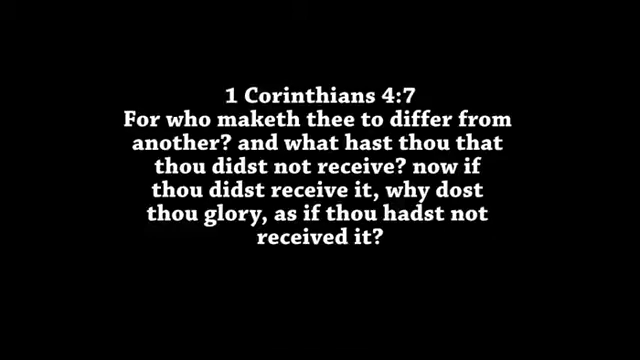 1 Corinthians 4:7
For who maketh thee to differ from
another? and what hast thou that
thou didst not receive? now if
thou didst receive it, why dost
thou glory, as if thou hadst not
received it?